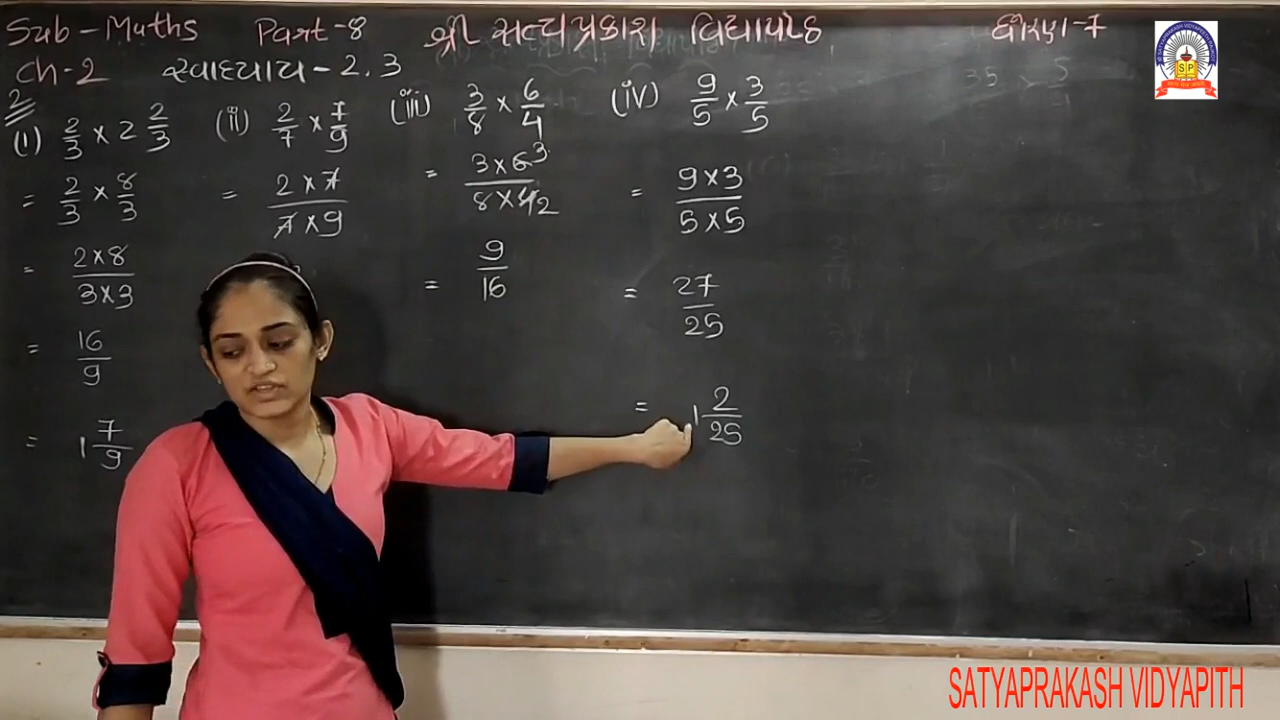 Sub - Maths Part-8 શ્રી સત્યપ્રકાશ વિદ્યાપીઠ ધોરણ-7
Ch-2 સ્વાધ્યાય - 2.3
2
(i) 2/3 × 2 2/3
= 2/3 × 8/3
= 2×8 / 3×3
= 16/9
= 1 7/9
(ii) 2/7 × 7/9
= 2×7 / 7×9
(iii) 3/8 × 6/4
= 3×6 3 / 8×4 2
= 9/16
(iv) 9/5 × 3/5
= 9×3 / 5×5
= 27/25
= 1 2/25
SP
SATYAPRAKASH VIDYAPITH